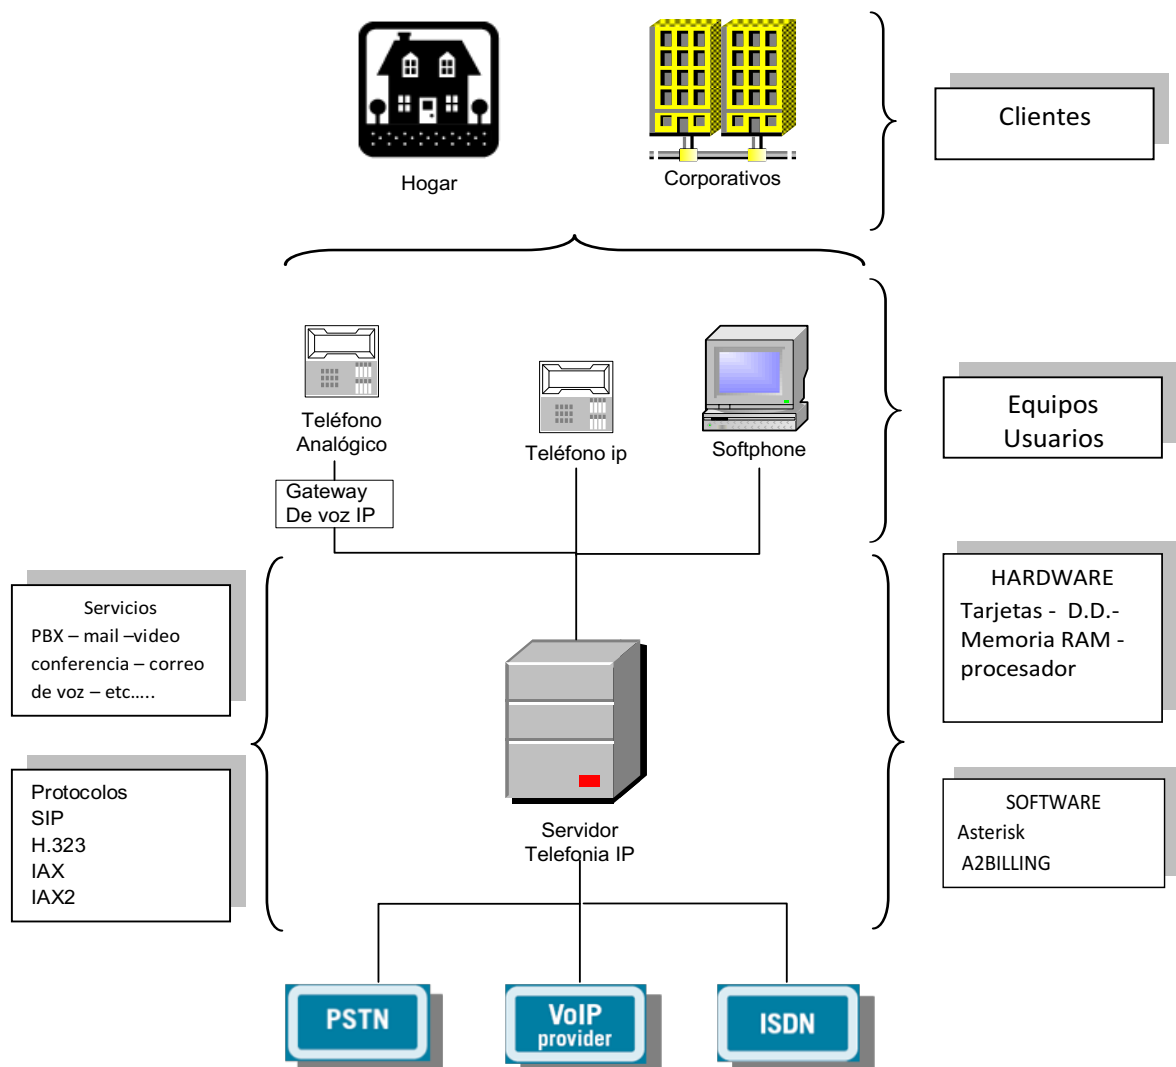 Hogar
Corporativos
Clientes
Teléfono
Analógico
Teléfono ip
Softphone
Equipos
Usuarios
Gateway
De voz IP
Servicios
PBX – mail –video
conferencia – correo
de voz – etc…..
HARDWARE
Tarjetas - D.D.-
Memoria RAM -
procesador
Protocolos
SIP
H.323
IAX
IAX2
Servidor
Telefonia IP
SOFTWARE
Asterisk
A2BILLING
PSTN
VoIP
provider
ISDN